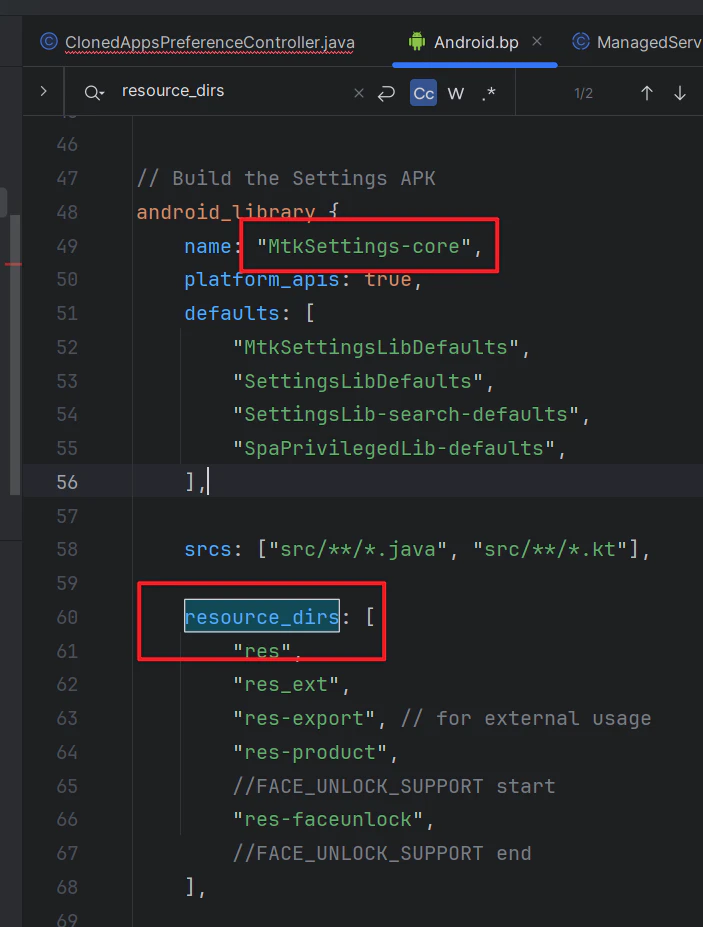 ClonedAppsPreferenceController.java Android.bp ManagedServ
resource_dirs Cc W .* 1/2
46
47 // Build the Settings APK
48 android_library {
49 name: "MtkSettings-core",
50 platform_apis: true,
51 defaults: [
52 "MtkSettingsLibDefaults",
53 "SettingsLibDefaults",
54 "SettingsLib-search-defaults",
55 "SpaPrivilegedLib-defaults",
56 ],
57
58 srcs: ["src/**/*.java", "src/**/*.kt"],
59
60 resource_dirs: [
61 "res",
62 "res_ext",
63 "res-export", // for external usage
64 "res-product",
65 //FACE_UNLOCK_SUPPORT start
66 "res-faceunlock",
67 //FACE_UNLOCK_SUPPORT end
68 ],
69